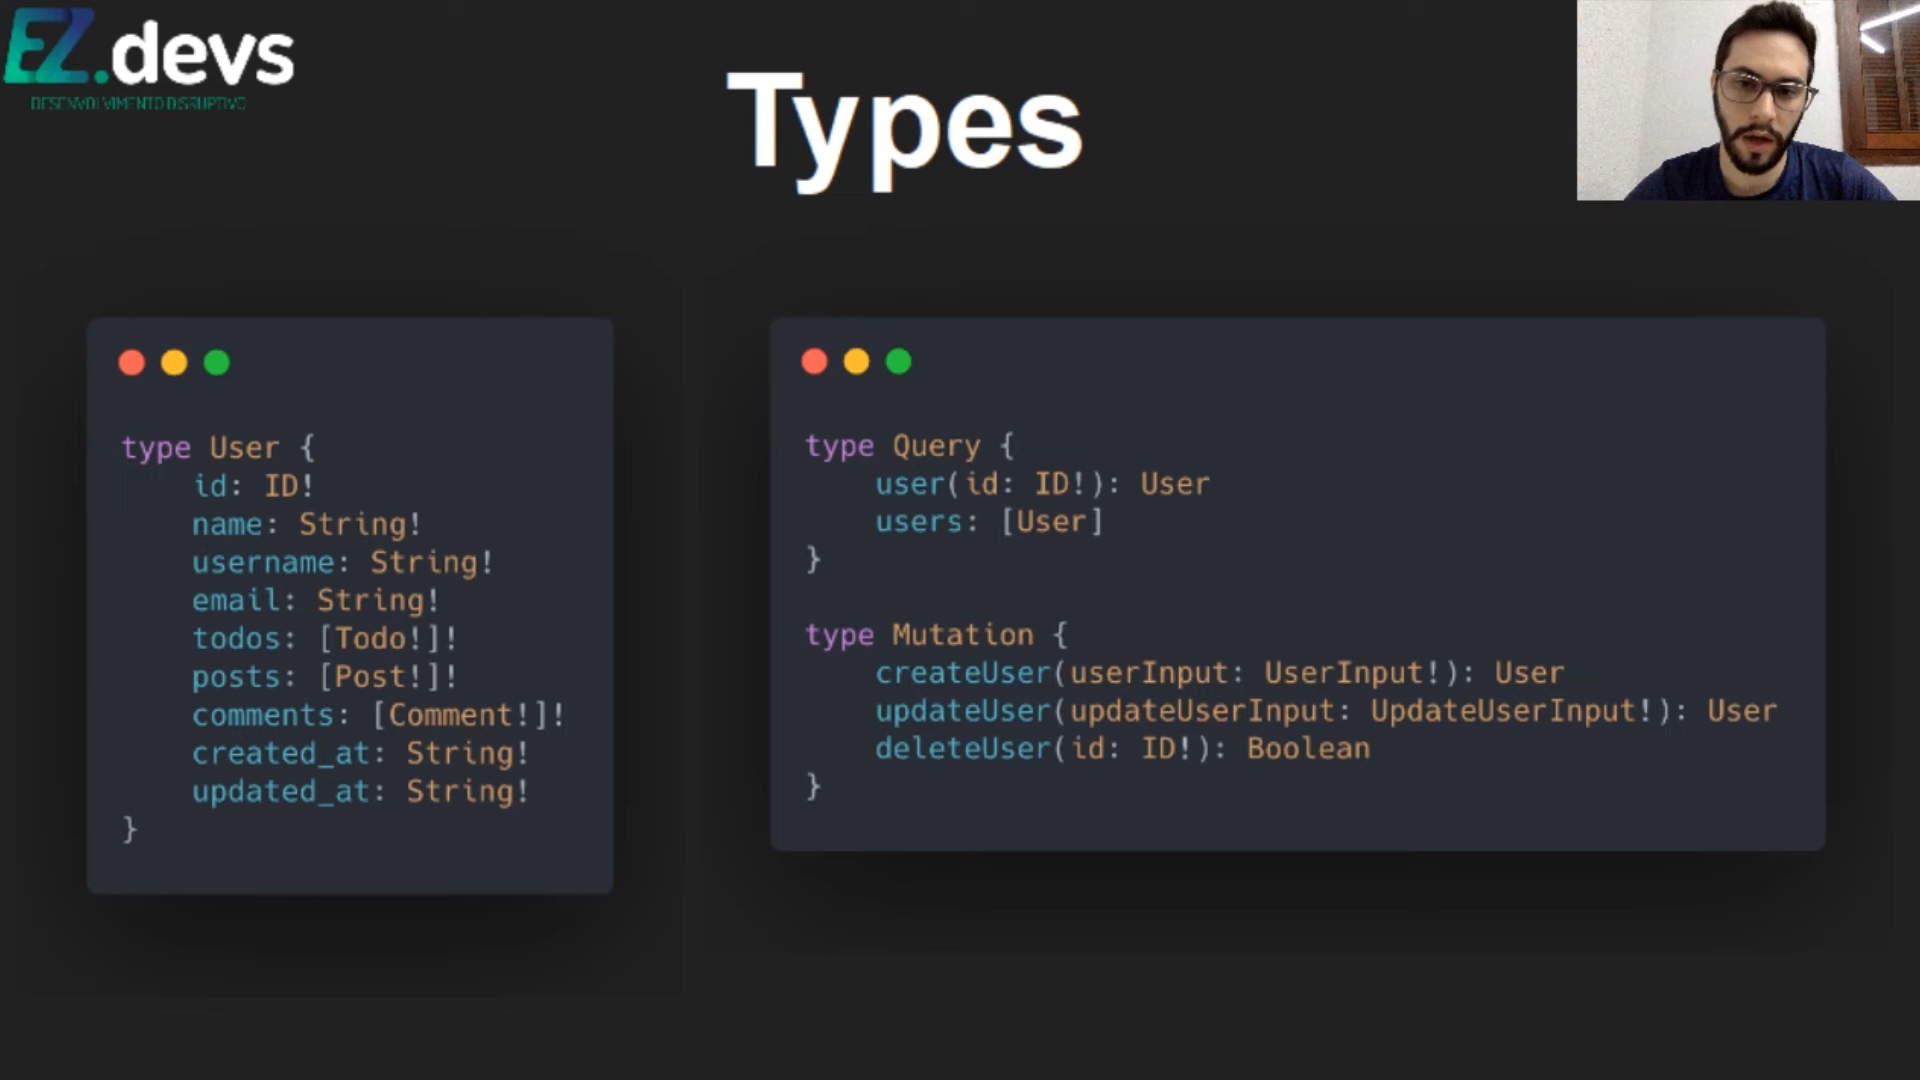 EZ.devs
DESENVOLVIMENTO DISRUPTIVO
Types
type User {
    id: ID!
    name: String!
    username: String!
    email: String!
    todos: [Todo!]!
    posts: [Post!]!
    comments: [Comment!]!
    created_at: String!
    updated_at: String!
}
type Query {
    user(id: ID!): User
    users: [User]
}
type Mutation {
    createUser(userInput: UserInput!): User
    updateUser(updateUserInput: UpdateUserInput!): User
    deleteUser(id: ID!): Boolean
}